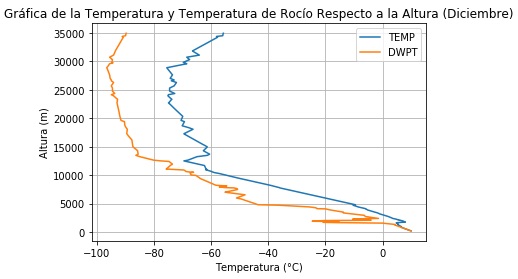 Gráfica de la Temperatura y Temperatura de Rocío Respecto a la Altura (Diciembre)
TEMP
DWPT
35000
30000
25000
20000
15000
10000
5000
0
Altura (m)
−100
−80
−60
−40
−20
0
Temperatura (°C)